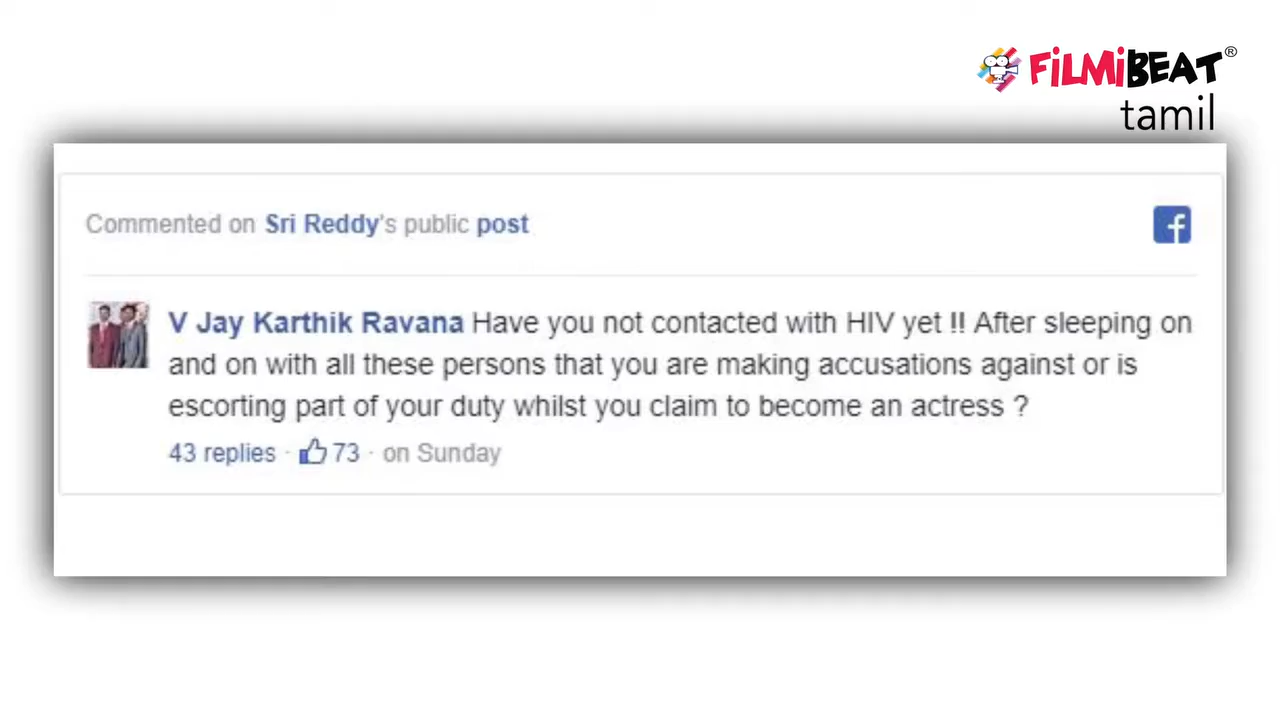 FiLMiBEAT®
tamil
Commented on Sri Reddy's public post
V Jay Karthik Ravana Have you not contacted with HIV yet !! After sleeping on
and on with all these persons that you are making accusations against or is
escorting part of your duty whilst you claim to become an actress ?
43 replies · 73 · on Sunday